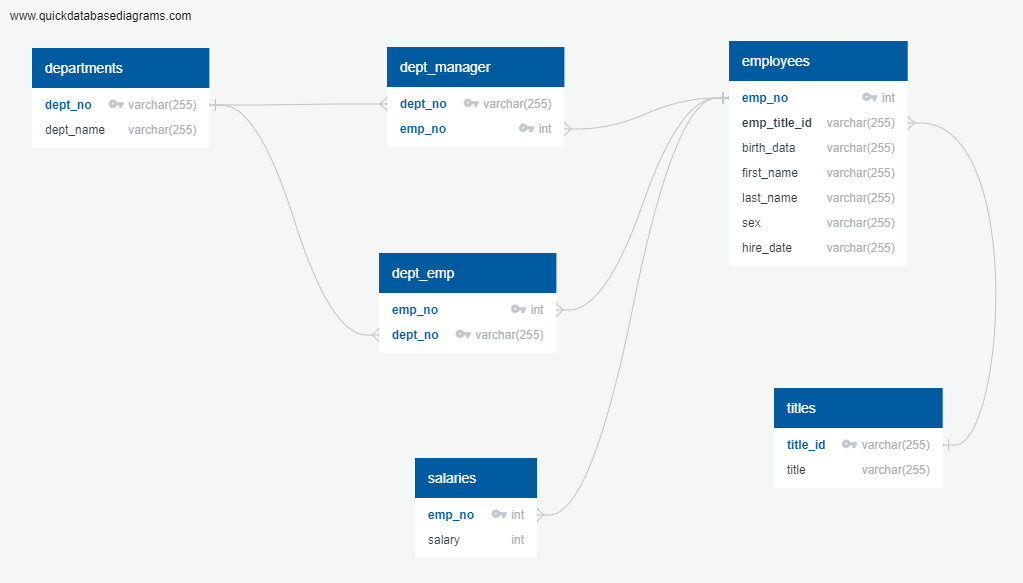 www.quickdatabasediagrams.com
departments
dept_no varchar(255)
dept_name varchar(255)
dept_manager
dept_no varchar(255)
emp_no int
employees
emp_no int
emp_title_id varchar(255)
birth_data varchar(255)
first_name varchar(255)
last_name varchar(255)
sex varchar(255)
hire_date varchar(255)
dept_emp
emp_no int
dept_no varchar(255)
titles
title_id varchar(255)
title varchar(255)
salaries
emp_no int
salary int